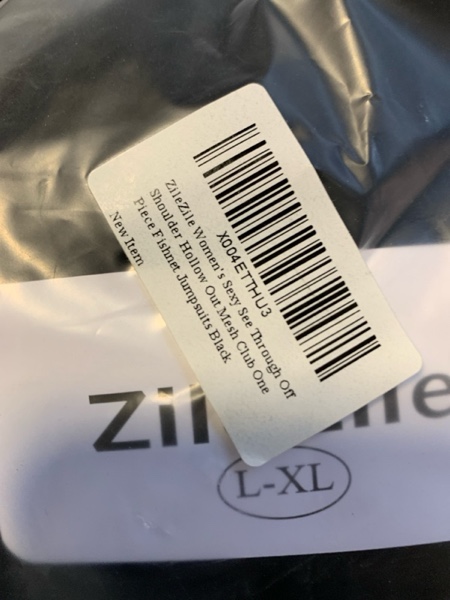 X004ETTHU3
ZileZile Women's Sexy See Through Off
Shoulder Hollow Out Mesh Club One
Piece Fishnet Jumpsuits Black
New Item
L-XL